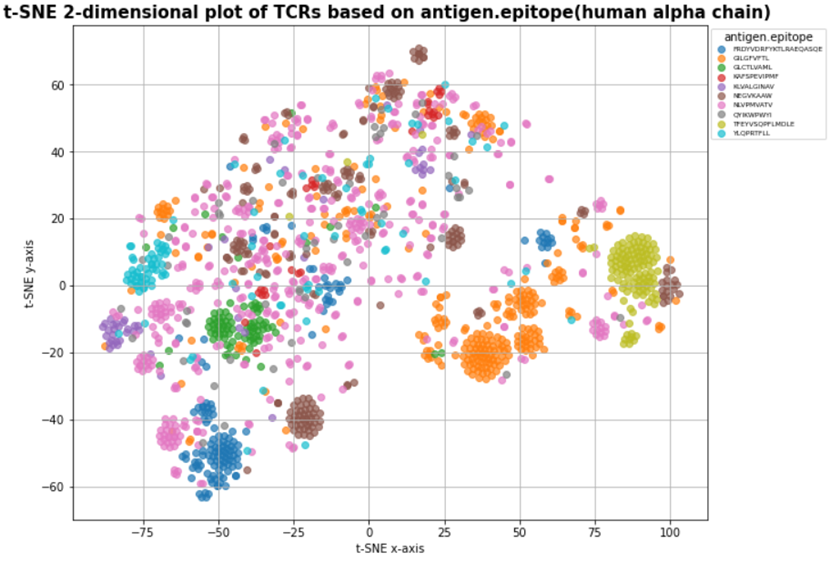 t-SNE 2-dimensional plot of TCRs based on antigen.epitope(human alpha chain)
antigen.epitope
FRDYVDRFYKTLRAEQASQE
GILGFVFTL
GLCTLVAML
KAFSPEVIPMF
KLVALGINAV
NEGVKAAW
NLVPMVATV
QYIKWPWYI
TFEYVSQPFLMDLE
YLQPRTFLL
60
40
20
0
−20
−40
−60
t-SNE y-axis
−75
−50
−25
0
25
50
75
100
t-SNE x-axis